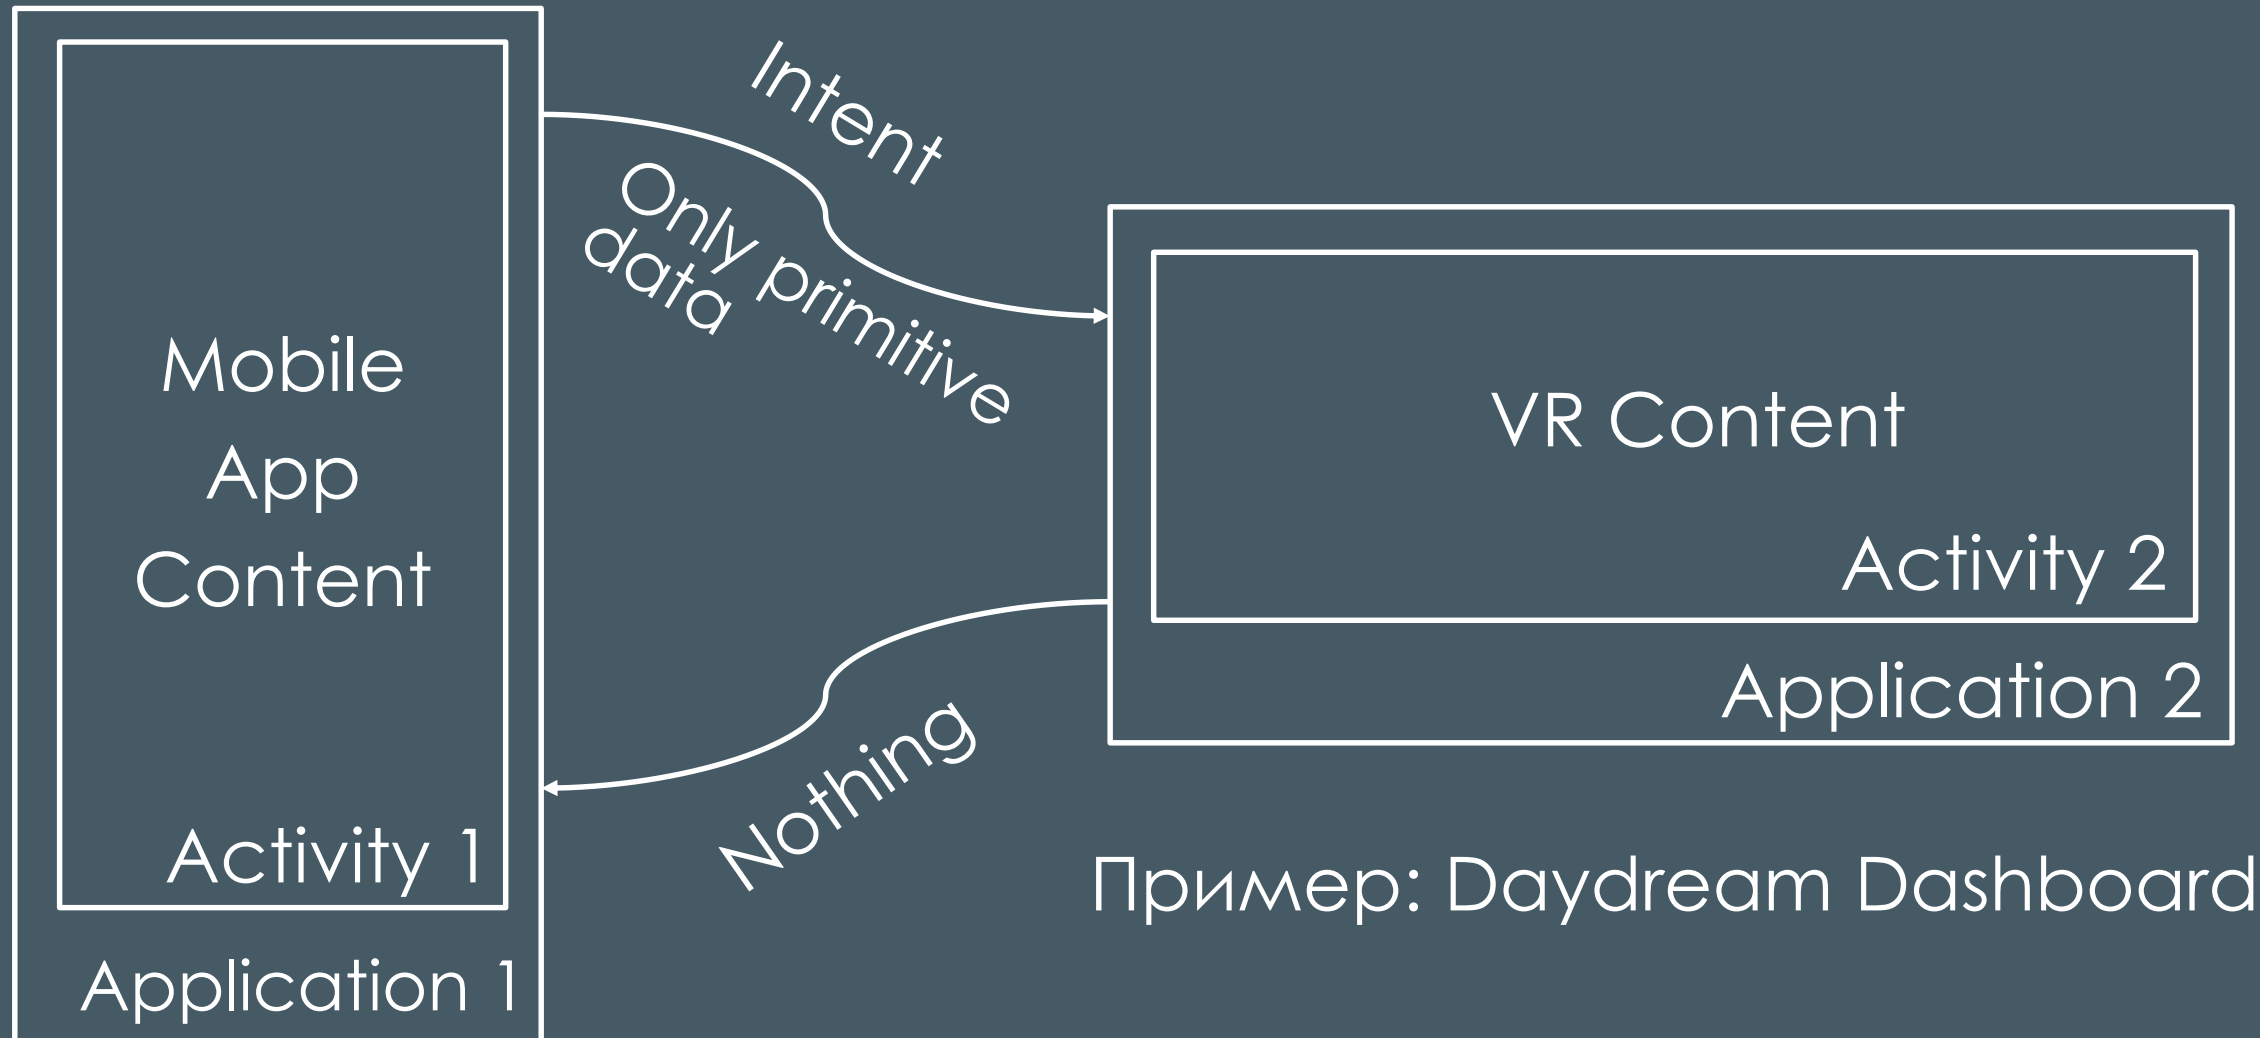 Mobile
App
Content
Activity 1
Application 1
Intent
Only primitive
data
Nothing
VR Content
Activity 2
Application 2
Пример: Daydream Dashboard